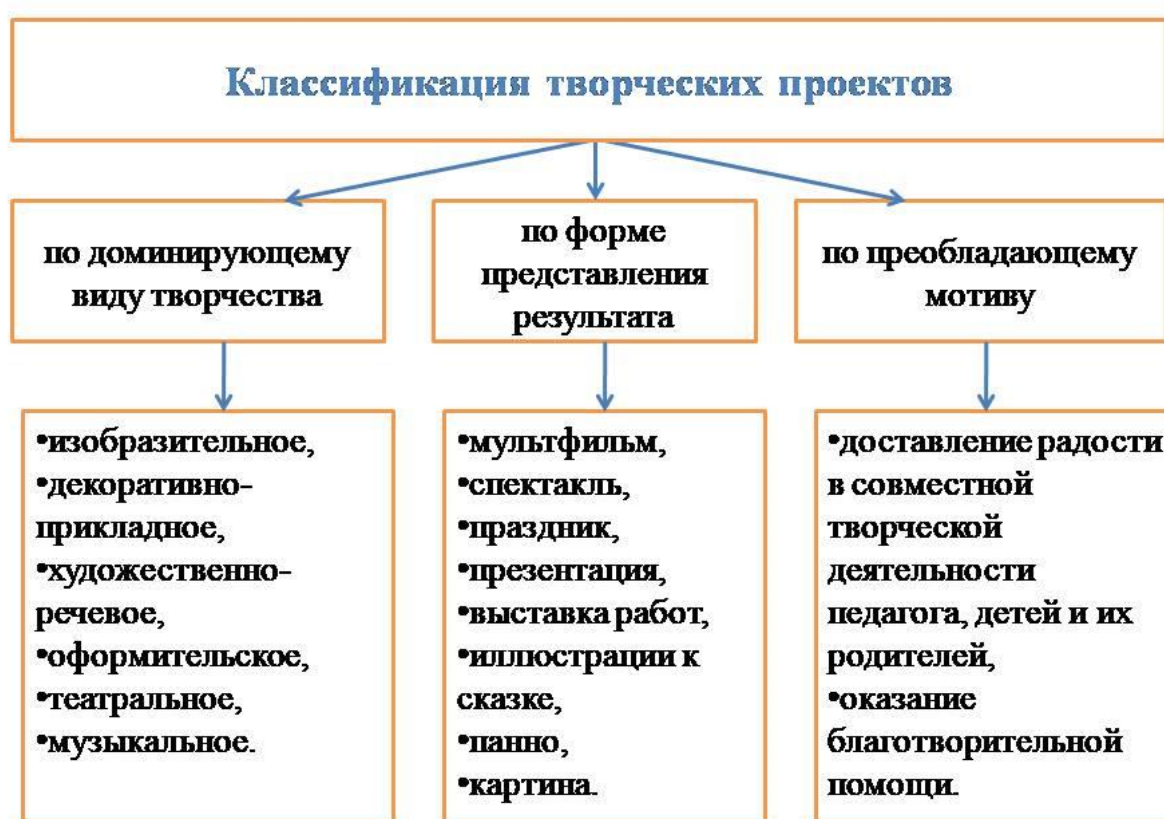 Классификация творческих проектов
по доминирующему
виду творчества
по форме
представления
результата
по преобладающему
мотиву
•изобразительное,
•декоративно-
прикладное,
•художественно-
речевое,
•оформительское,
•театральное,
•музыкальное.
•мультфильм,
•спектакль,
•праздник,
•презентация,
•выставка работ,
•иллюстрации к
сказке,
•панно,
•картина.
•доставление радости
в совместной
творческой
деятельности
педагога, детей и их
родителей,
•оказание
благотворительной
помощи.